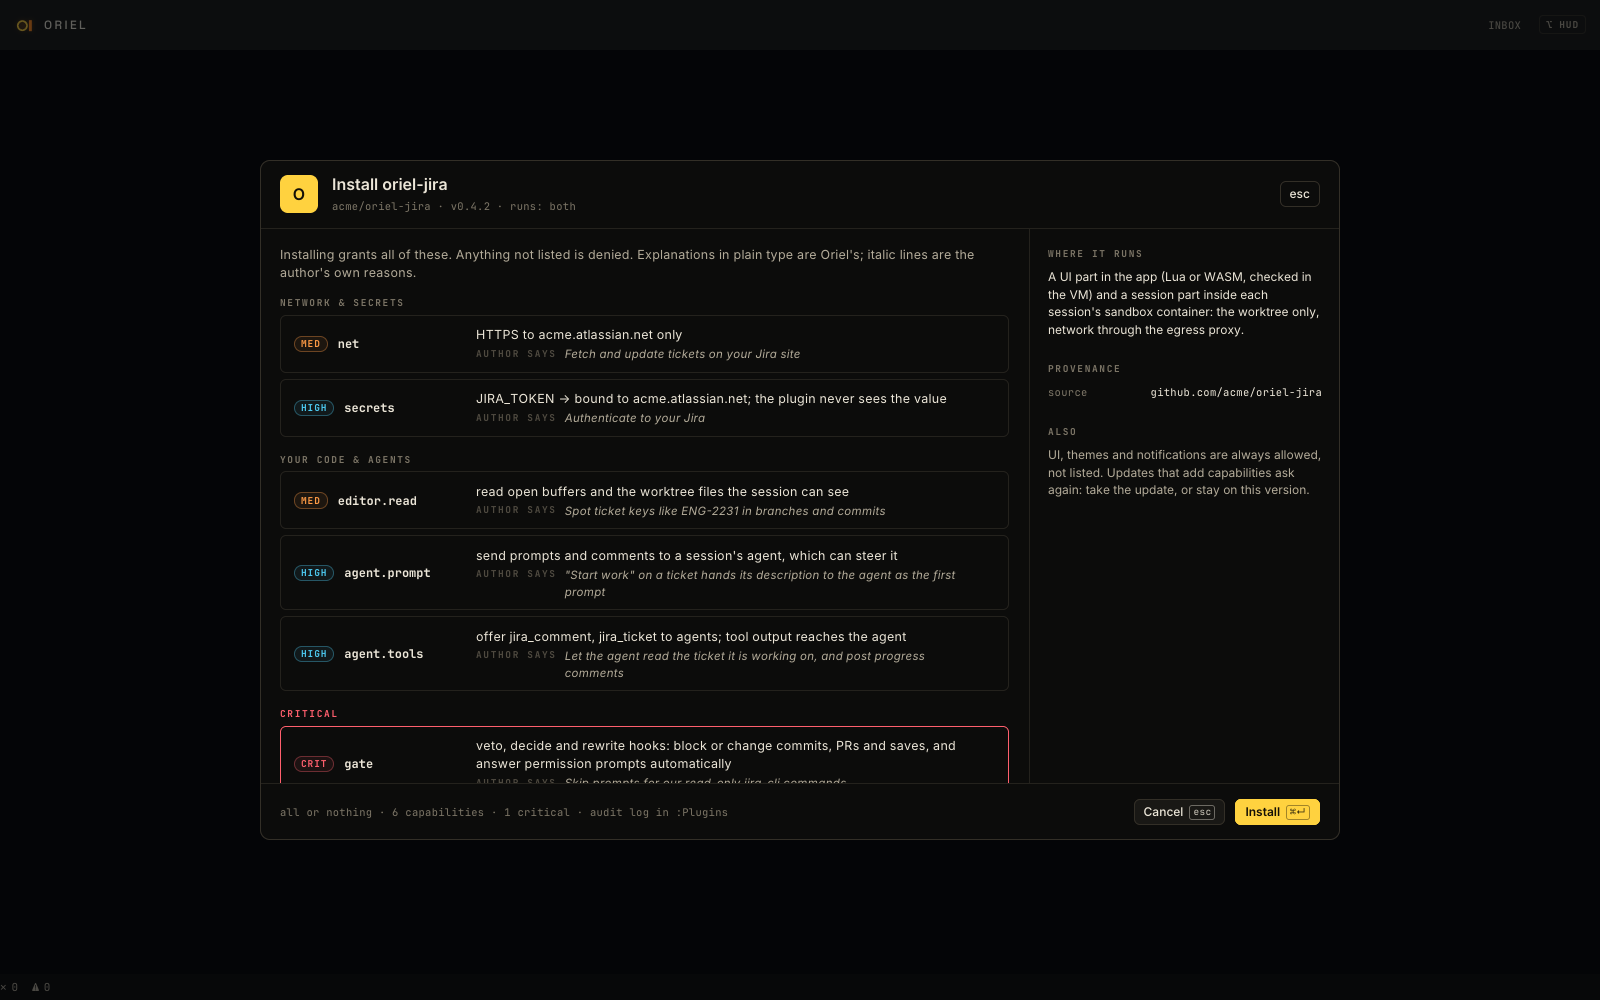 ORIEL
INBOX
⌥ HUD
O
Install oriel-jira
acme/oriel-jira · v0.4.2 · runs: both
esc
Installing grants all of these. Anything not listed is denied. Explanations in plain type are Oriel's; italic lines are the
author's own reasons.
NETWORK & SECRETS
MED net
HTTPS to acme.atlassian.net only
AUTHOR SAYS Fetch and update tickets on your Jira site
HIGH secrets
JIRA_TOKEN → bound to acme.atlassian.net; the plugin never sees the value
AUTHOR SAYS Authenticate to your Jira
YOUR CODE & AGENTS
MED editor.read
read open buffers and the worktree files the session can see
AUTHOR SAYS Spot ticket keys like ENG-2231 in branches and commits
HIGH agent.prompt
send prompts and comments to a session's agent, which can steer it
AUTHOR SAYS "Start work" on a ticket hands its description to the agent as the first
prompt
HIGH agent.tools
offer jira_comment, jira_ticket to agents; tool output reaches the agent
AUTHOR SAYS Let the agent read the ticket it is working on, and post progress
comments
CRITICAL
CRIT gate
veto, decide and rewrite hooks: block or change commits, PRs and saves, and
answer permission prompts automatically
AUTHOR SAYS Skip prompts for our read-only jira-cli commands
WHERE IT RUNS
A UI part in the app (Lua or WASM, checked in
the VM) and a session part inside each
session's sandbox container: the worktree only,
network through the egress proxy.
PROVENANCE
source github.com/acme/oriel-jira
ALSO
UI, themes and notifications are always allowed,
not listed. Updates that add capabilities ask
again: take the update, or stay on this version.
all or nothing · 6 capabilities · 1 critical · audit log in :Plugins
Cancel esc
Install ⌘↵
× 0 ▲ 0